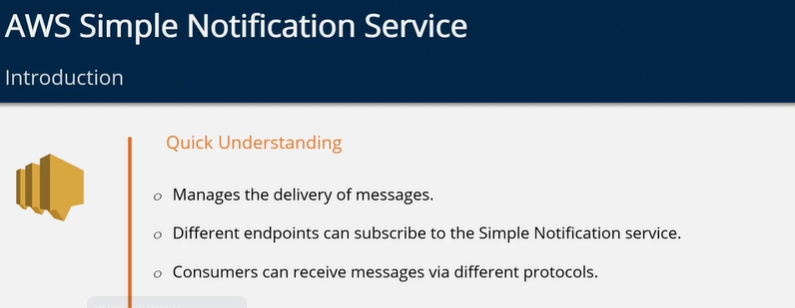 AWS Simple Notification Service
Introduction
Quick Understanding
o Manages the delivery of messages.
o Different endpoints can subscribe to the Simple Notification service.
o Consumers can receive messages via different protocols.